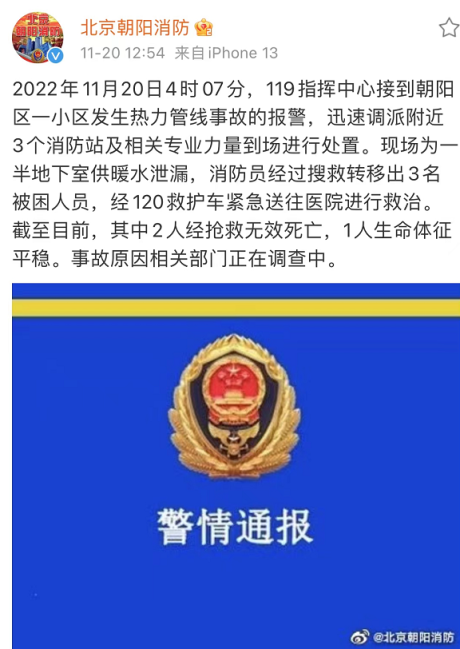 北京朝阳消防
11-20 12:54 来自iPhone 13
2022年11月20日4时07分，119指挥中心接到朝阳
区一小区发生热力管线事故的报警，迅速调派附近
3个消防站及相关专业力量到场进行处置。现场为一
半地下室供暖水泄漏，消防员经过搜救转移出3名
被困人员，经120救护车紧急送往医院进行救治。
截至目前，其中2人经抢救无效死亡，1人生命体征
平稳。事故原因相关部门正在调查中。
警情通报
@北京朝阳消防